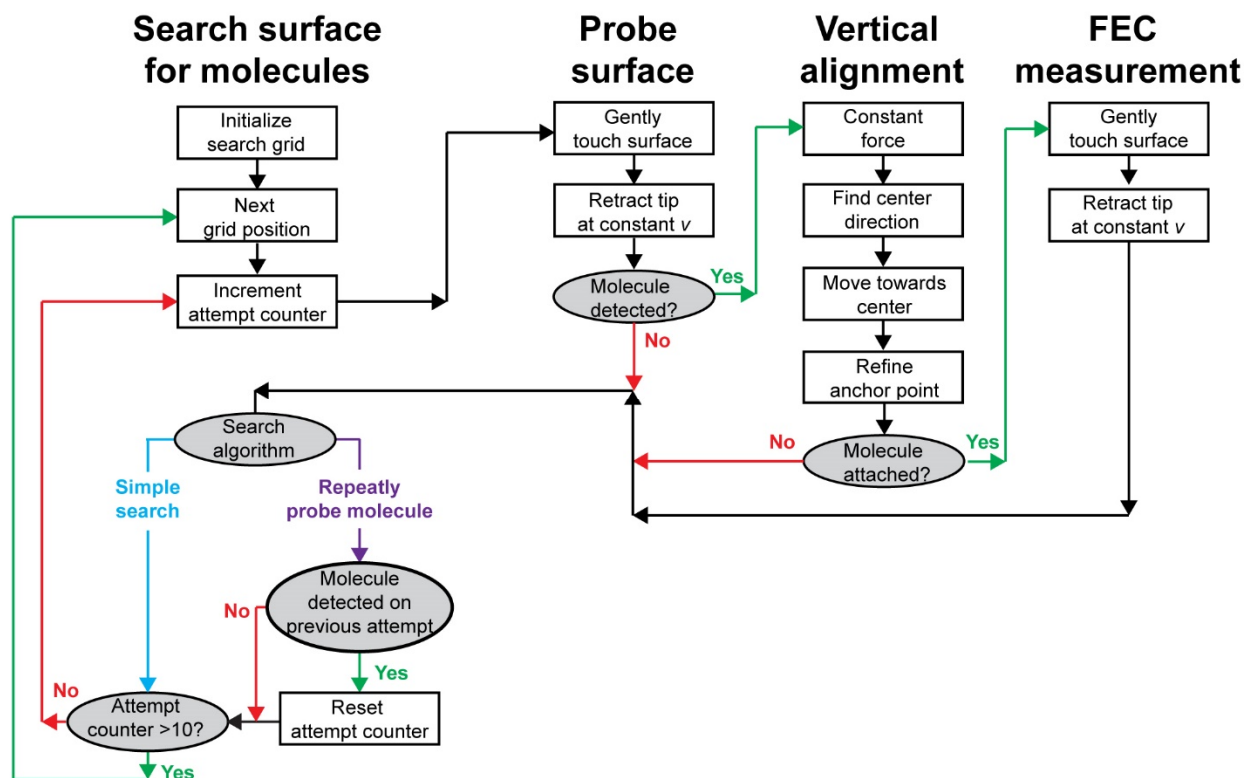 Search surface
for molecules
Probe
surface
Vertical
alignment
FEC
measurement
Initialize
search grid
Next
grid position
Increment
attempt counter
Gently
touch surface
Retract tip
at constant v
Molecule
detected?
Yes
No
Constant
force
Find center
direction
Move towards
center
Refine
anchor point
Molecule
attached?
No
Yes
Gently
touch surface
Retract tip
at constant v
Search
algorithm
Simple
search
Repeatly
probe molecule
Molecule
detected on
previous attempt
No
Yes
Reset
attempt counter
Attempt
counter >10?
No
Yes